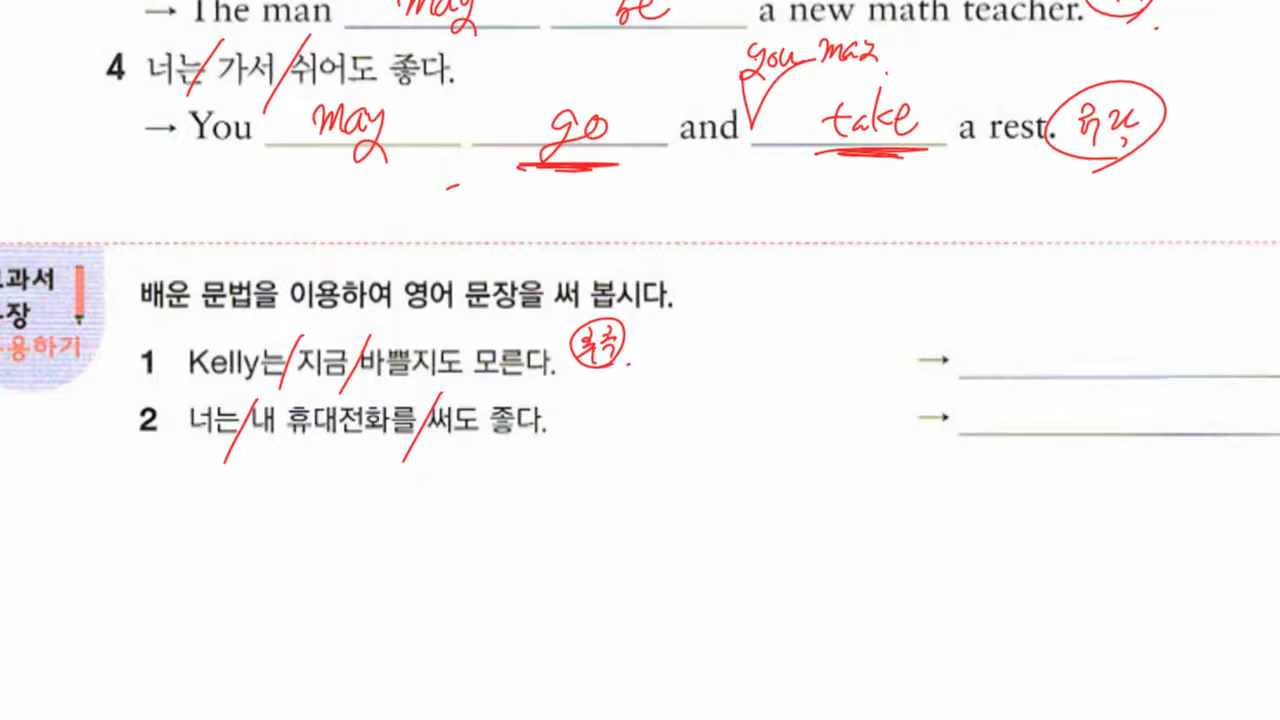 → The man may be a new math teacher.
4 너는 / 가서 / 쉬어도 좋다.
you may
→ You may go and take a rest.
교과서
문장
활용하기
배운 문법을 이용하여 영어 문장을 써 봅시다.
1 Kelly는 / 지금 / 바쁠지도 모른다. 추측 →
2 너는 / 내 휴대전화를 / 써도 좋다. →